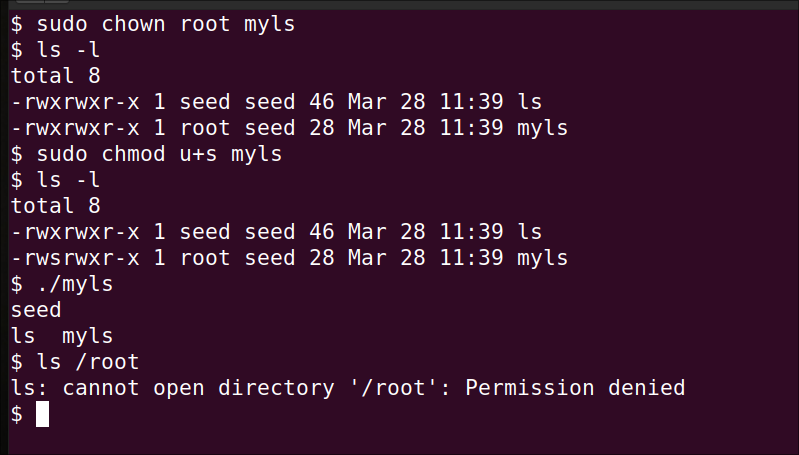 $ sudo chown root myls
$ ls -l
total 8
-rwxrwxr-x 1 seed seed 46 Mar 28 11:39 ls
-rwxrwxr-x 1 root seed 28 Mar 28 11:39 myls
$ sudo chmod u+s myls
$ ls -l
total 8
-rwxrwxr-x 1 seed seed 46 Mar 28 11:39 ls
-rwsrwxr-x 1 root seed 28 Mar 28 11:39 myls
$ ./myls
seed
ls  myls
$ ls /root
ls: cannot open directory '/root': Permission denied
$